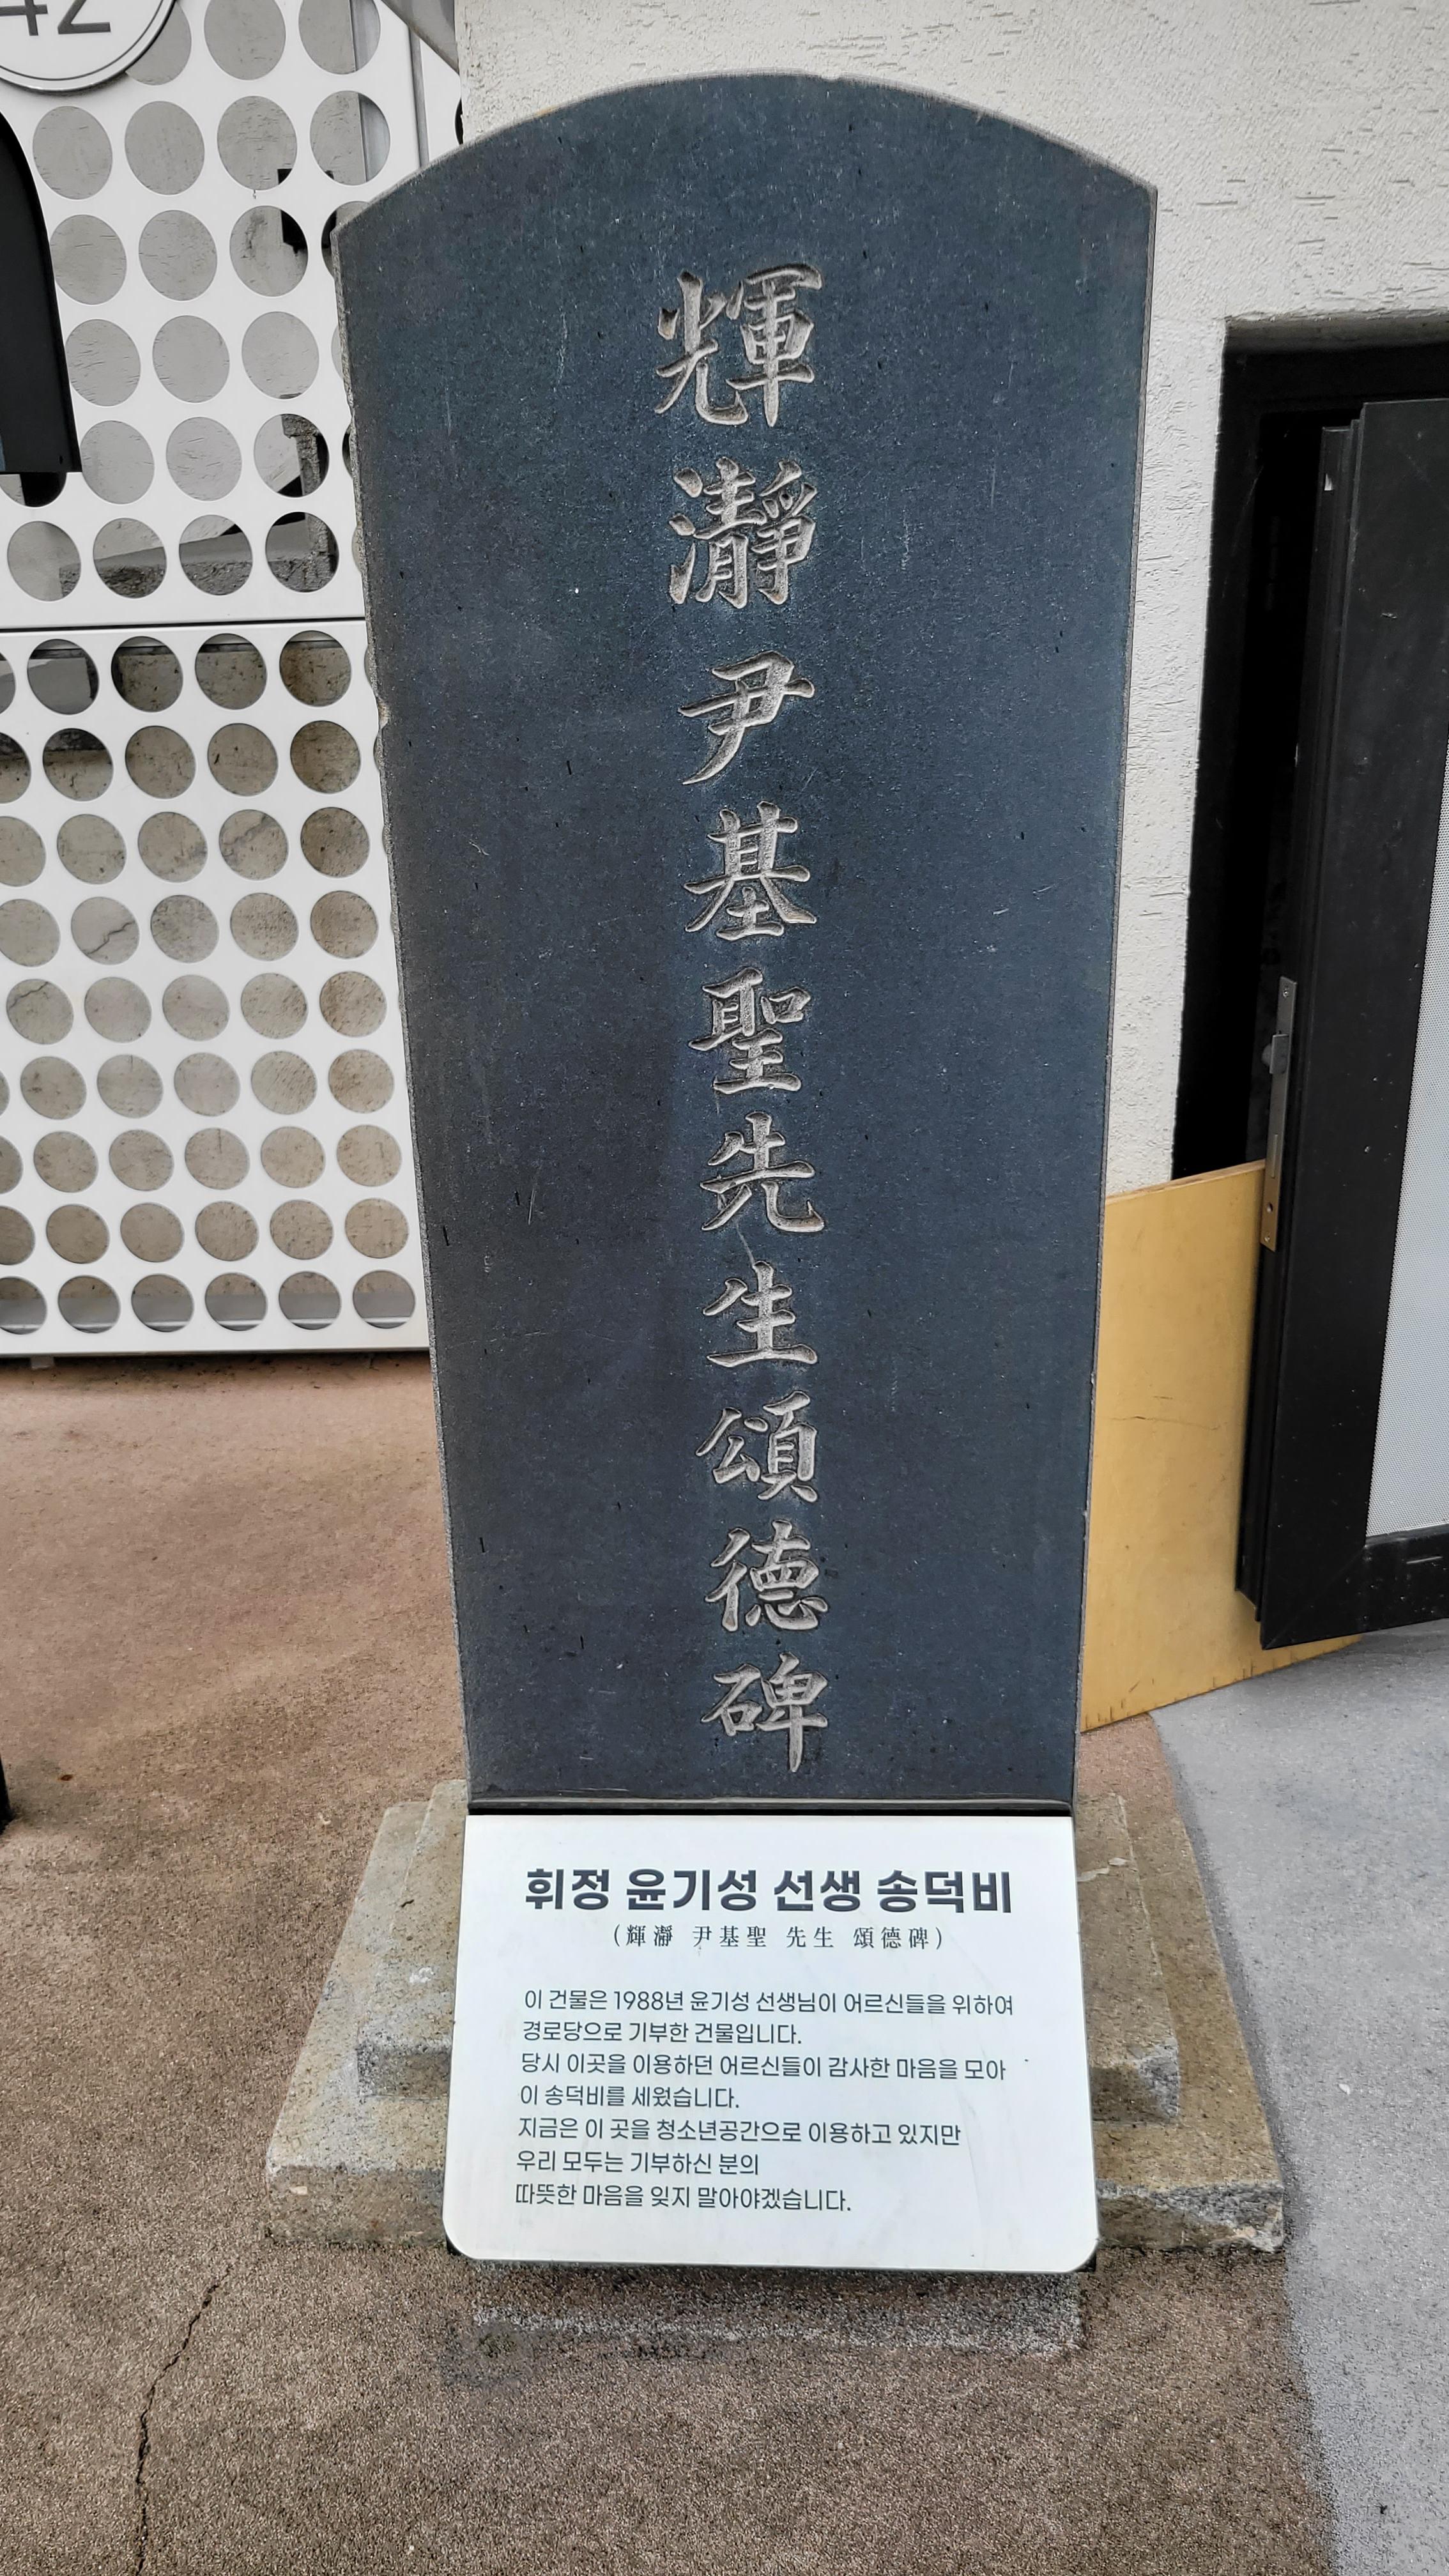 42
輝瀞尹基聖先生頌德碑
휘정 윤기성 선생 송덕비
(輝瀞 尹基聖 先生 頌德碑)
이 건물은 1988년 윤기성 선생님이 어르신들을 위하여
경로당으로 기부한 건물입니다.
당시 이곳을 이용하던 어르신들이 감사한 마음을 모아
이 송덕비를 세웠습니다.
지금은 이 곳을 청소년공간으로 이용하고 있지만
우리 모두는 기부하신 분의
따뜻한 마음을 잊지 말아야겠습니다.